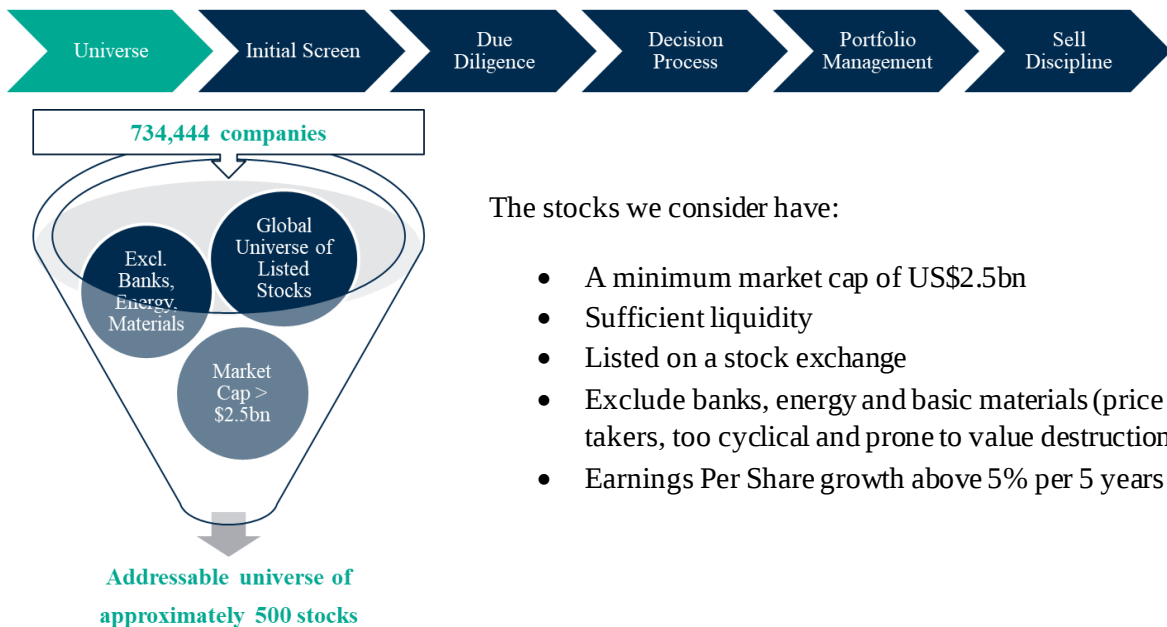 Universe
Initial Screen
Due
Diligence
Decision
Process
Portfolio
Management
Sell
Discipline
734,444 companies
Excl.
Banks,
Energy,
Materials
Global
Universe of
Listed
Stocks
Market
Cap >
$2.5bn
Addressable universe of
approximately 500 stocks
The stocks we consider have:
• A minimum market cap of US$2.5bn
• Sufficient liquidity
• Listed on a stock exchange
• Exclude banks, energy and basic materials (price
takers, too cyclical and prone to value destruction
• Earnings Per Share growth above 5% per 5 years